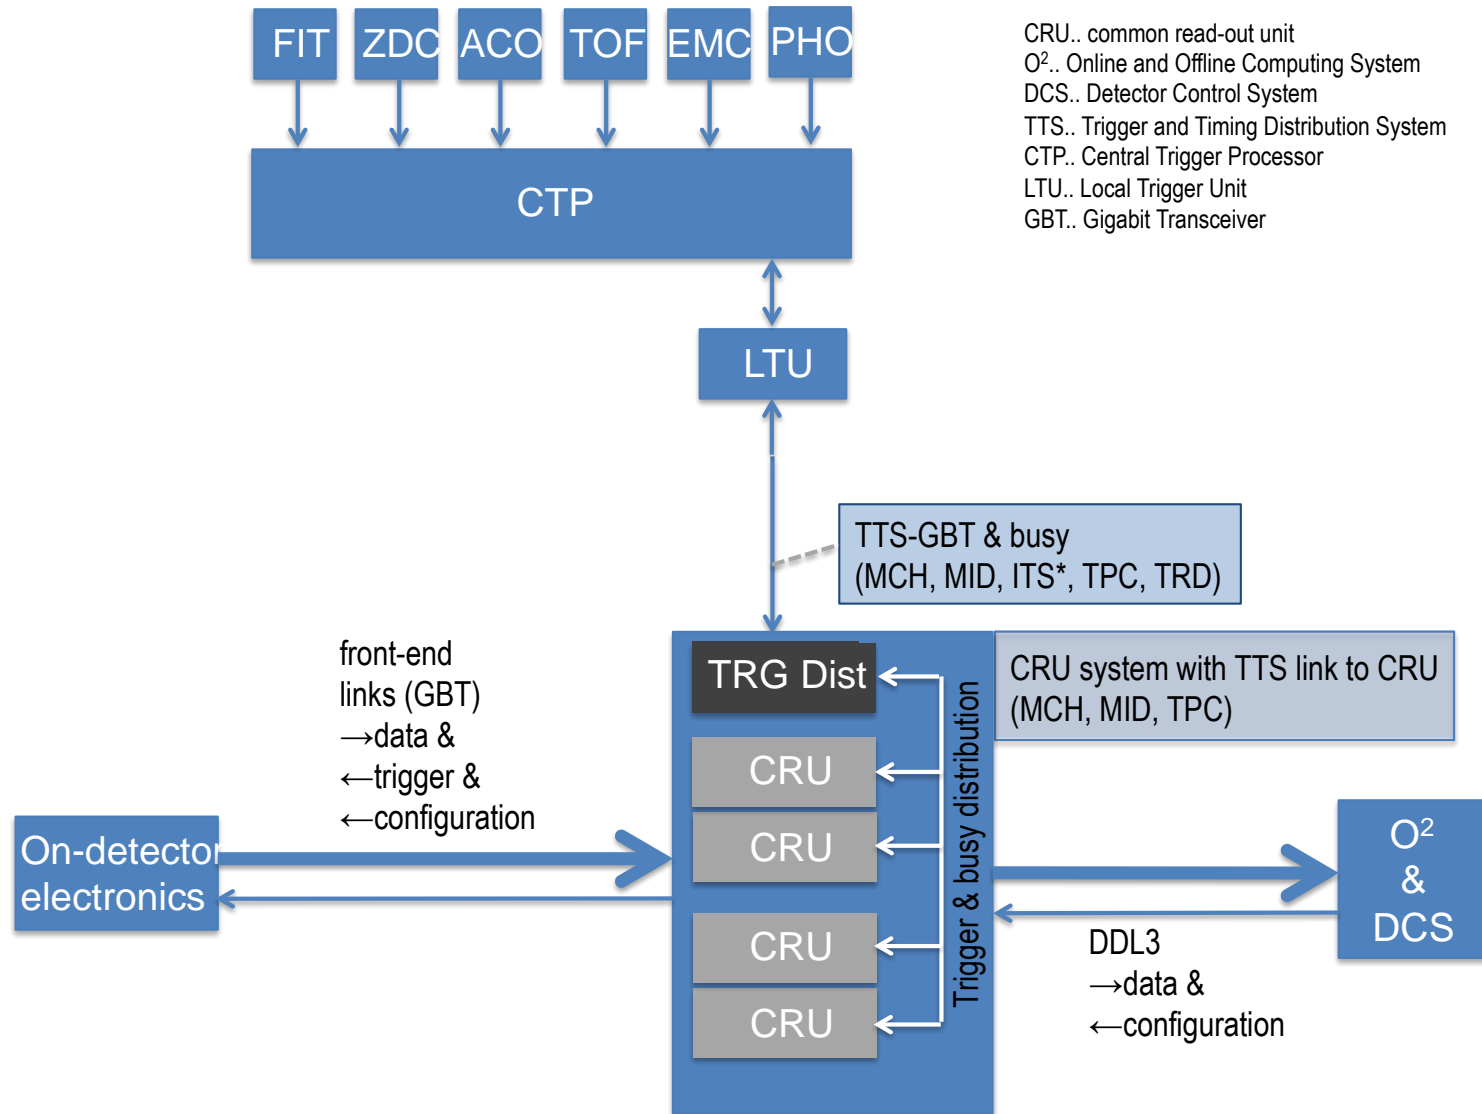 FIT ZDC ACO TOF EMC PHO
CRU.. common read-out unit
O².. Online and Offline Computing System
DCS.. Detector Control System
TTS.. Trigger and Timing Distribution System
CTP.. Central Trigger Processor
LTU.. Local Trigger Unit
GBT.. Gigabit Transceiver
CTP
LTU
TTS-GBT & busy
(MCH, MID, ITS*, TPC, TRD)
front-end
links (GBT)
→data &
←trigger &
←configuration
TRG Dist
CRU
CRU
CRU
CRU
Trigger & busy distribution
CRU system with TTS link to CRU
(MCH, MID, TPC)
On-detector
electronics
O²
&
DCS
DDL3
→data &
←configuration